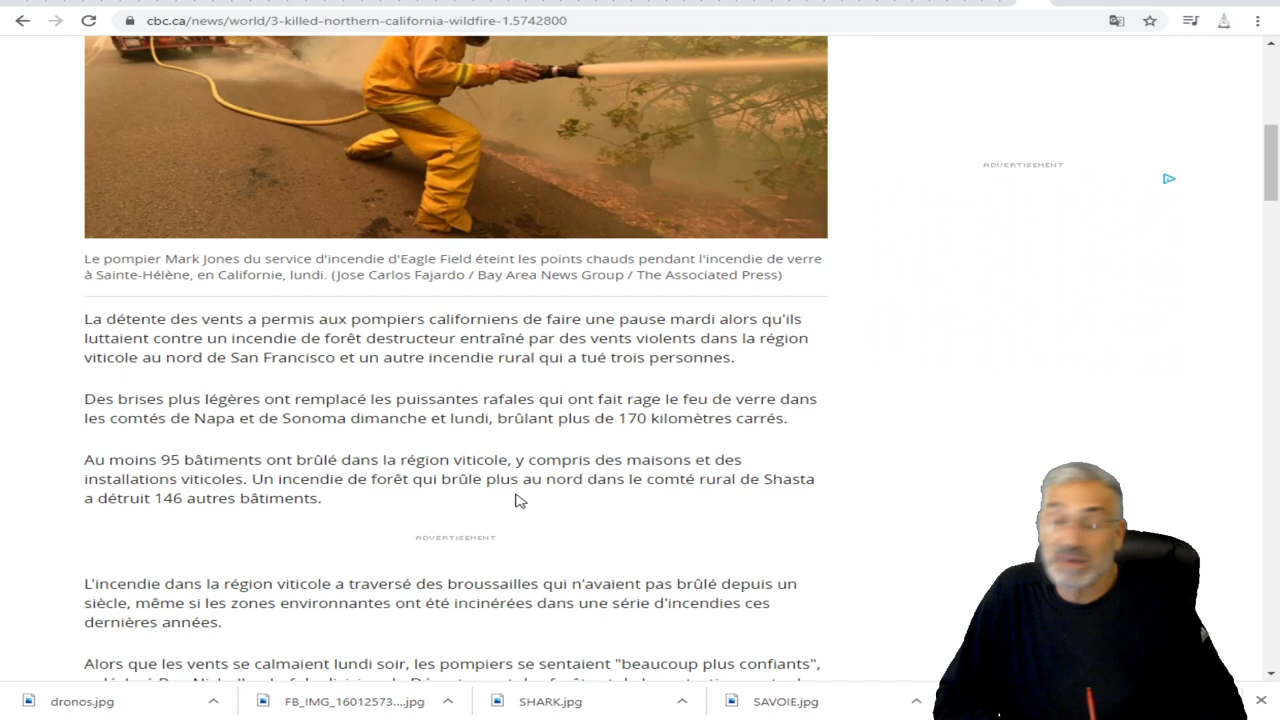 cbc.ca/news/world/3-killed-northern-california-wildfire-1.5742800
ADVERTISEMENT
Le pompier Mark Jones du service d'incendie d'Eagle Field éteint les points chauds pendant l'incendie de verre
à Sainte-Hélène, en Californie, lundi. (Jose Carlos Fajardo / Bay Area News Group / The Associated Press)
La détente des vents a permis aux pompiers californiens de faire une pause mardi alors qu'ils
luttaient contre un incendie de forêt destructeur entraîné par des vents violents dans la région
viticole au nord de San Francisco et un autre incendie rural qui a tué trois personnes.
Des brises plus légères ont remplacé les puissantes rafales qui ont fait rage le feu de verre dans
les comtés de Napa et de Sonoma dimanche et lundi, brûlant plus de 170 kilomètres carrés.
Au moins 95 bâtiments ont brûlé dans la région viticole, y compris des maisons et des
installations viticoles. Un incendie de forêt qui brûle plus au nord dans le comté rural de Shasta
a détruit 146 autres bâtiments.
ADVERTISEMENT
L'incendie dans la région viticole a traversé des broussailles qui n'avaient pas brûlé depuis un
siècle, même si les zones environnantes ont été incinérées dans une série d'incendies ces
dernières années.
Alors que les vents se calmaient lundi soir, les pompiers se sentaient "beaucoup plus confiants",
dronos.jpg
FB_IMG_16012573....jpg
SHARK.jpg
SAVOIE.jpg